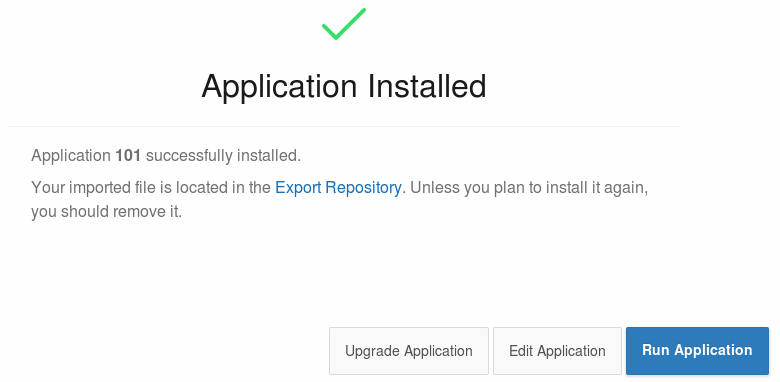 Application Installed
Application 101 successfully installed.
Your imported file is located in the Export Repository. Unless you plan to install it again,
you should remove it.
Upgrade Application
Edit Application
Run Application